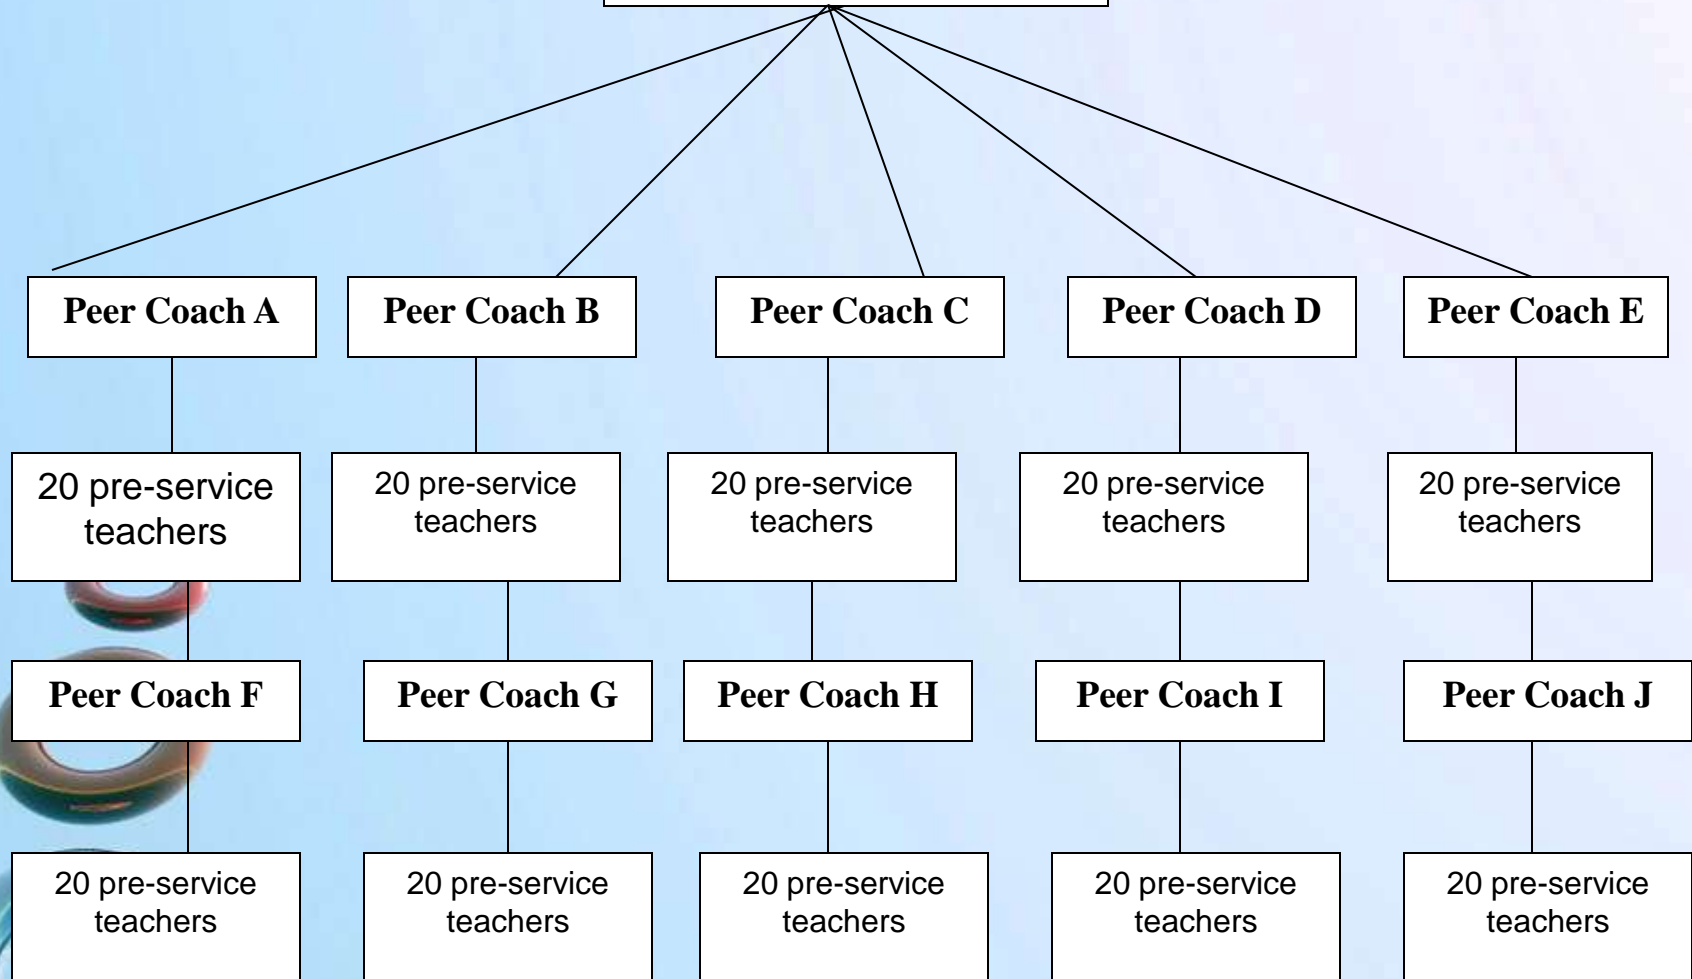 Peer Coach A
Peer Coach B
Peer Coach C
Peer Coach D
Peer Coach E
20 pre-service
teachers
20 pre-service
teachers
20 pre-service
teachers
20 pre-service
teachers
20 pre-service
teachers
Peer Coach F
Peer Coach G
Peer Coach H
Peer Coach I
Peer Coach J
20 pre-service
teachers
20 pre-service
teachers
20 pre-service
teachers
20 pre-service
teachers
20 pre-service
teachers